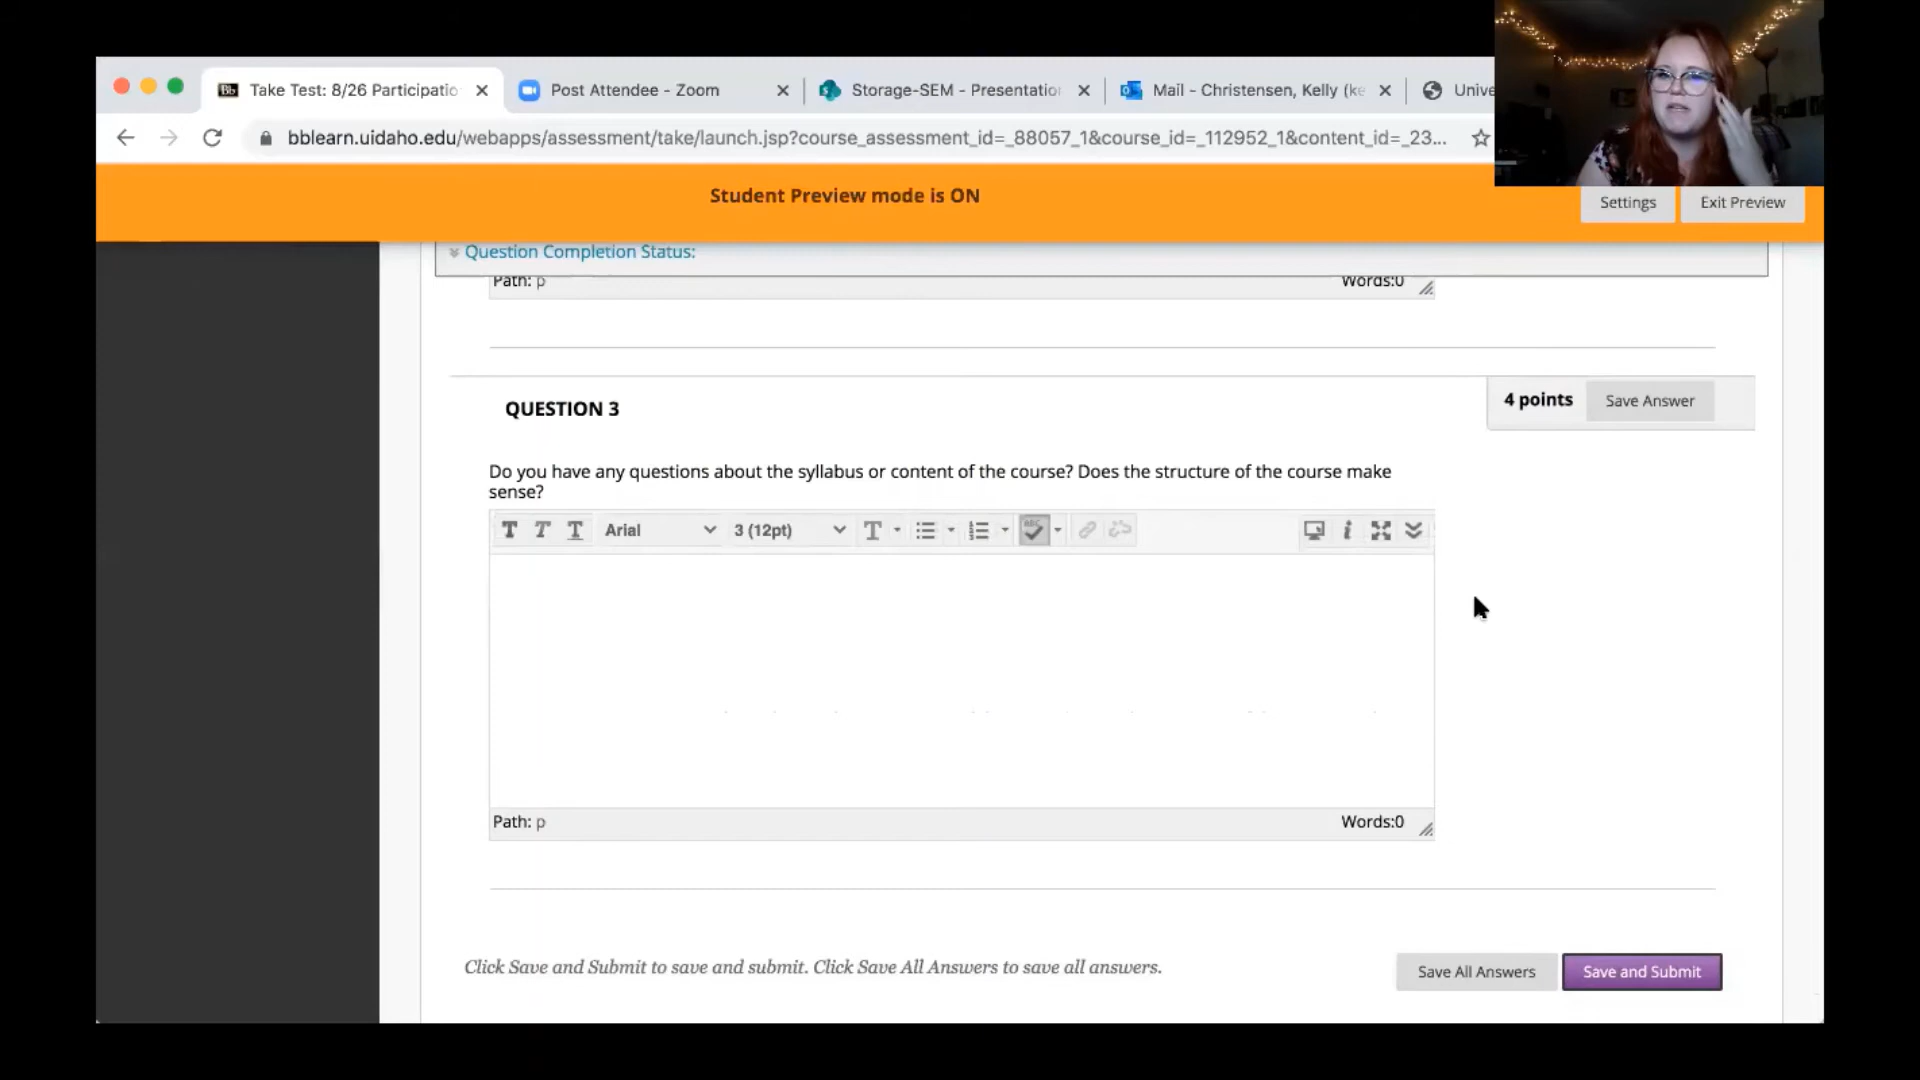 Take Test: 8/26 Participatio
Post Attendee - Zoom
Storage-SEM - Presentation
Mail - Christensen, Kelly (ke
Unive
bblearn.uidaho.edu/webapps/assessment/take/launch.jsp?course_assessment_id=_88057_1&course_id=_112952_1&content_id=_23...
Student Preview mode is ON
Settings
Exit Preview
Question Completion Status:
Path: p
Words:0
QUESTION 3
4 points
Save Answer
Do you have any questions about the syllabus or content of the course? Does the structure of the course make
sense?
T T T Arial 3 (12pt) T
Path: p
Words:0
Click Save and Submit to save and submit. Click Save All Answers to save all answers.
Save All Answers
Save and Submit